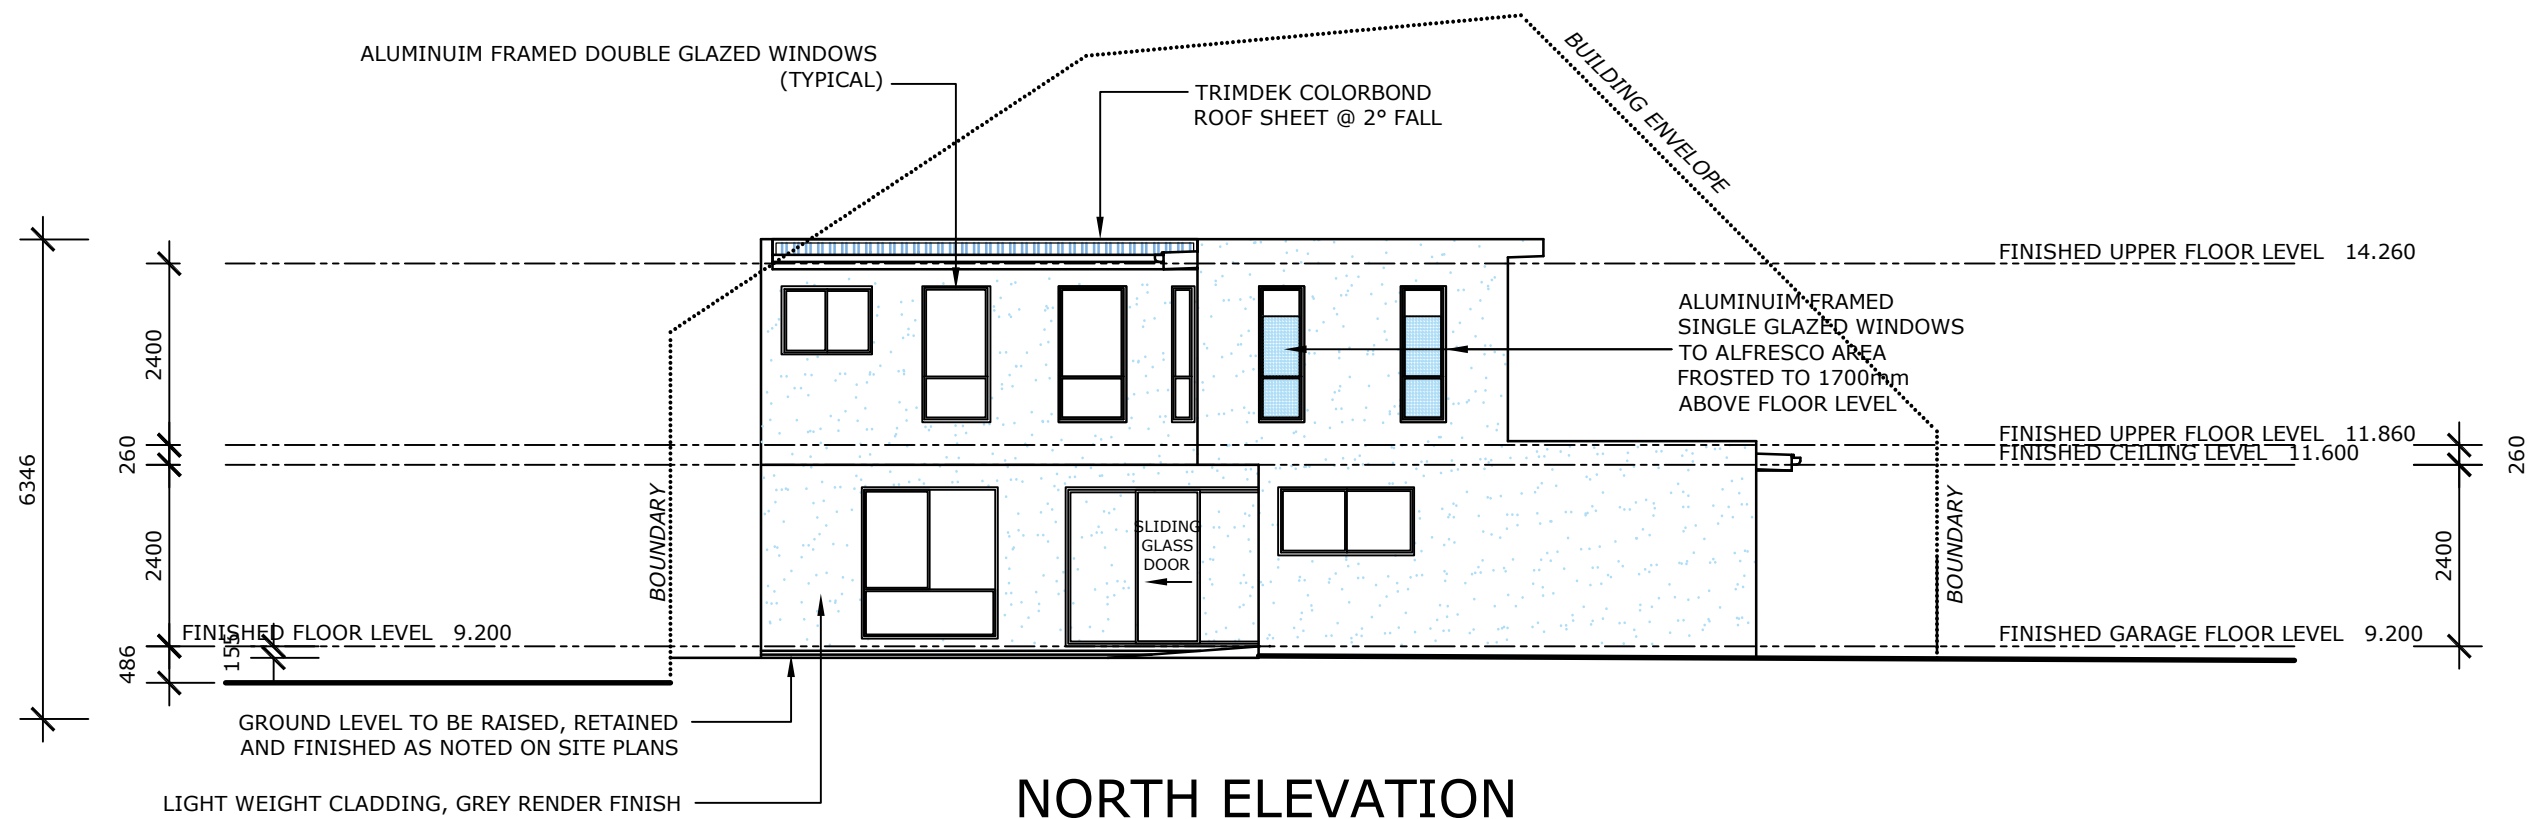 ALUMINUIM FRAMED DOUBLE GLAZED WINDOWS
(TYPICAL)
TRIMDEK COLORBOND
ROOF SHEET @ 2° FALL
BUILDING ENVELOPE
FINISHED UPPER FLOOR LEVEL 14.260
ALUMINUIM FRAMED
SINGLE GLAZED WINDOWS
TO ALFRESCO AREA
FROSTED TO 1700mm
ABOVE FLOOR LEVEL
FINISHED UPPER FLOOR LEVEL 11.860
FINISHED CEILING LEVEL 11.600
260
2400
FINISHED GARAGE FLOOR LEVEL 9.200
6346
2400
260
2400
486
155
FINISHED FLOOR LEVEL 9.200
BOUNDARY
SLIDING
GLASS
DOOR
BOUNDARY
GROUND LEVEL TO BE RAISED, RETAINED
AND FINISHED AS NOTED ON SITE PLANS
LIGHT WEIGHT CLADDING, GREY RENDER FINISH
NORTH ELEVATION